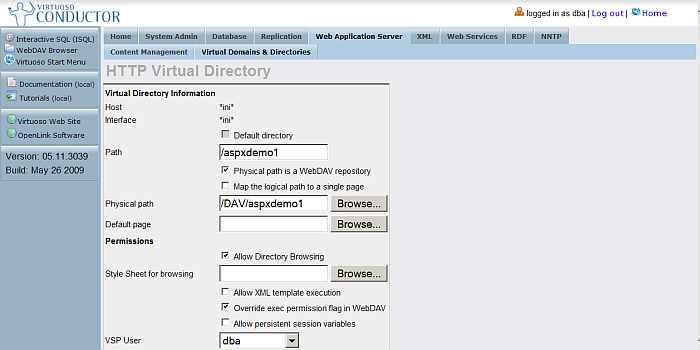 VIRTUOSO
CONDUCTOR
logged in as dba | Log out | Home
Interactive SQL (ISQL)
WebDAV Browser
Virtuoso Start Menu
Documentation (local)
Tutorials (local)
Virtuoso Web Site
OpenLink Software
Version: 05.11.3039
Build: May 26 2009
Home System Admin Database Replication Web Application Server XML Web Services RDF NNTP
Content Management Virtual Domains & Directories
HTTP Virtual Directory
Virtual Directory Information
Host *ini*
Interface *ini*
Default directory
Path /aspxdemo1
Physical path is a WebDAV repository
Map the logical path to a single page
Physical path /DAV/aspxdemo1 Browse...
Default page Browse...
Permissions
Allow Directory Browsing
Style Sheet for browsing Browse...
Allow XML template execution
Override exec permission flag in WebDAV
Allow persistent session variables
VSP User dba